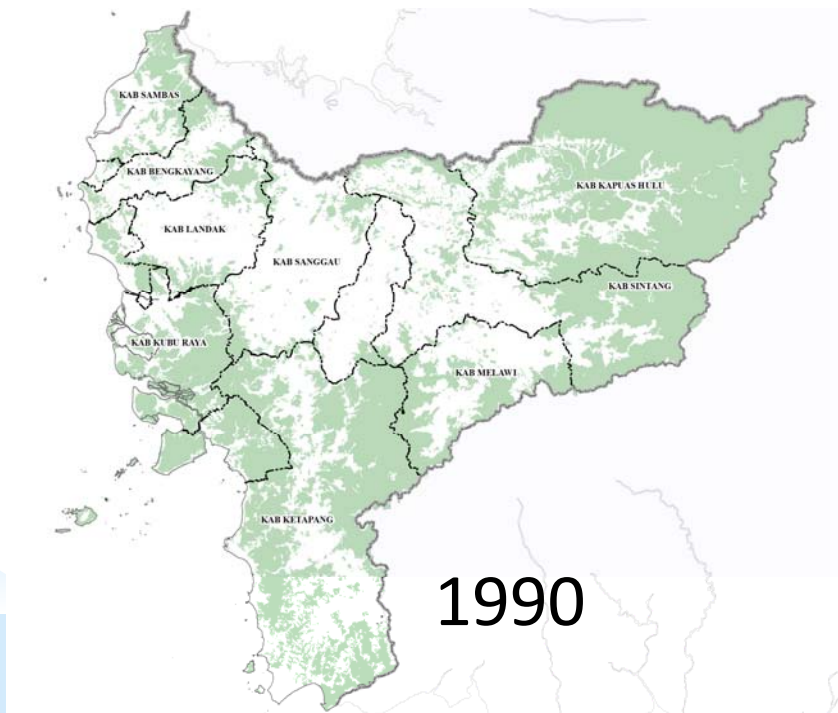 KAB SAMBAS
KAB BENGKAYANG
KAB KAPUAS HULU
KAB LANDAK
KAB SANGGAU
KAB SINTANG
KAB KUBU RAYA
KAB MELAWI
KAB KETAPANG
1990